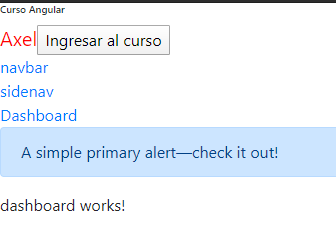 Curso Angular
Axel Ingresar al curso
navbar
sidenav
Dashboard
A simple primary alert—check it out!
dashboard works!